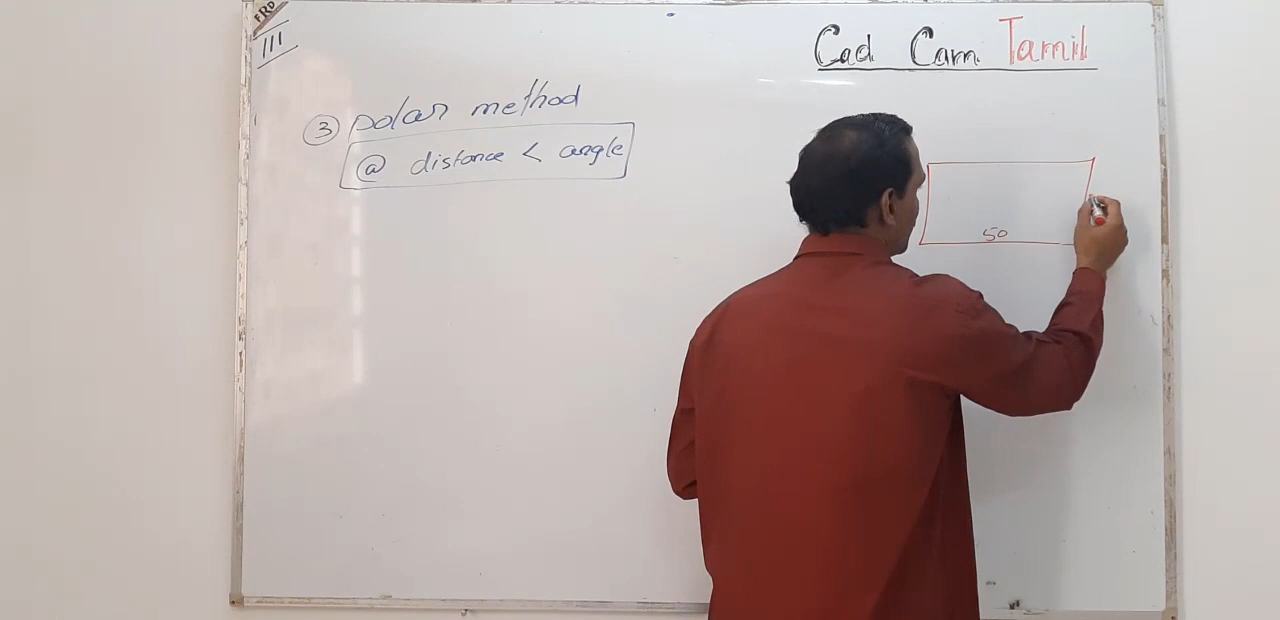 FRD
111
Cad Cam Tamil
③ polar method
@ distance < angle
50